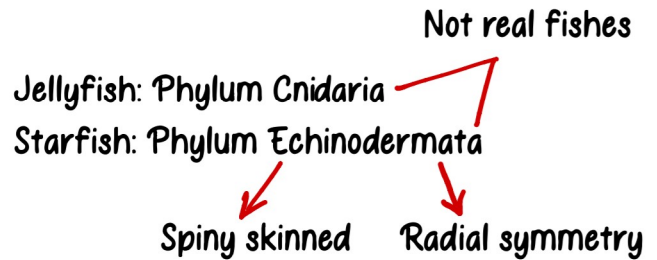 Not real fishes
Jellyfish: Phylum Cnidaria
Starfish: Phylum Echinodermata
Spiny skinned
Radial symmetry